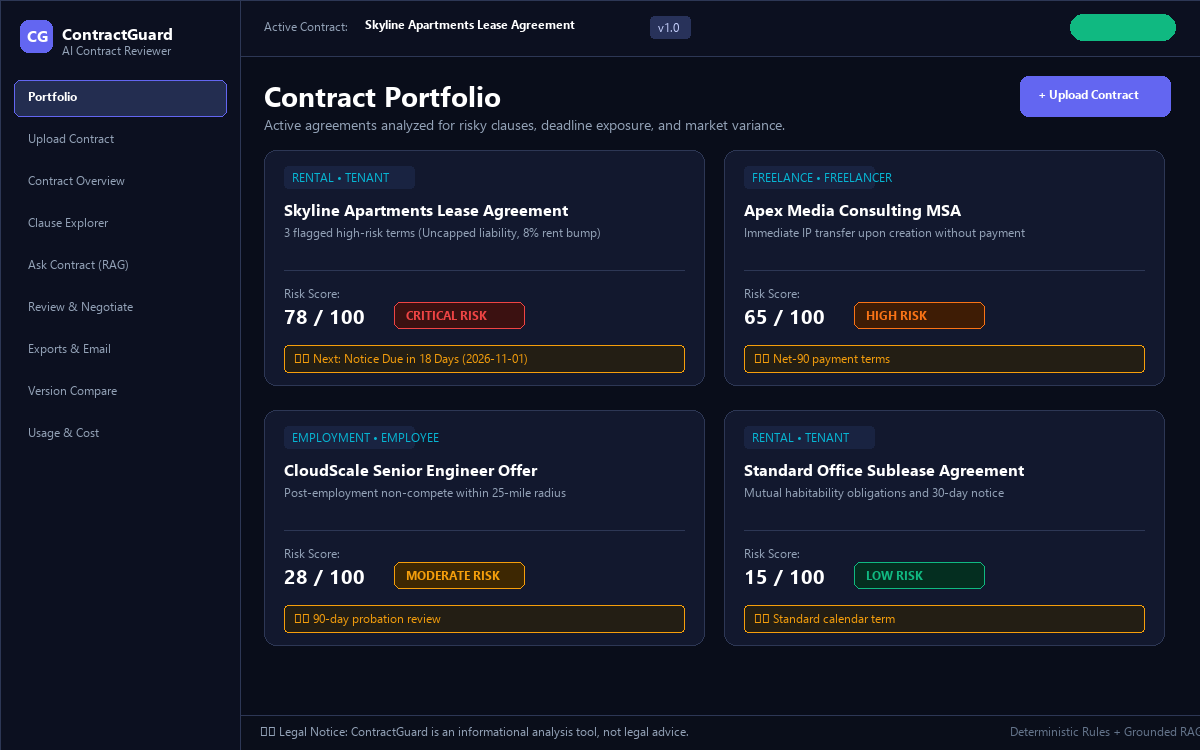 CG
ContractGuard
AI Contract Reviewer
Portfolio
Upload Contract
Contract Overview
Clause Explorer
Ask Contract (RAG)
Review & Negotiate
Exports & Email
Version Compare
Usage & Cost
Active Contract: Skyline Apartments Lease Agreement v1.0
Contract Portfolio
Active agreements analyzed for risky clauses, deadline exposure, and market variance.
+ Upload Contract
RENTAL • TENANT
Skyline Apartments Lease Agreement
3 flagged high-risk terms (Uncapped liability, 8% rent bump)
Risk Score:
78 / 100 CRITICAL RISK
Next: Notice Due in 18 Days (2026-11-01)
FREELANCE • FREELANCER
Apex Media Consulting MSA
Immediate IP transfer upon creation without payment
Risk Score:
65 / 100 HIGH RISK
Net-90 payment terms
EMPLOYMENT • EMPLOYEE
CloudScale Senior Engineer Offer
Post-employment non-compete within 25-mile radius
Risk Score:
28 / 100 MODERATE RISK
90-day probation review
RENTAL • TENANT
Standard Office Sublease Agreement
Mutual habitability obligations and 30-day notice
Risk Score:
15 / 100 LOW RISK
Standard calendar term
Legal Notice: ContractGuard is an informational analysis tool, not legal advice.
Deterministic Rules + Grounded RAG